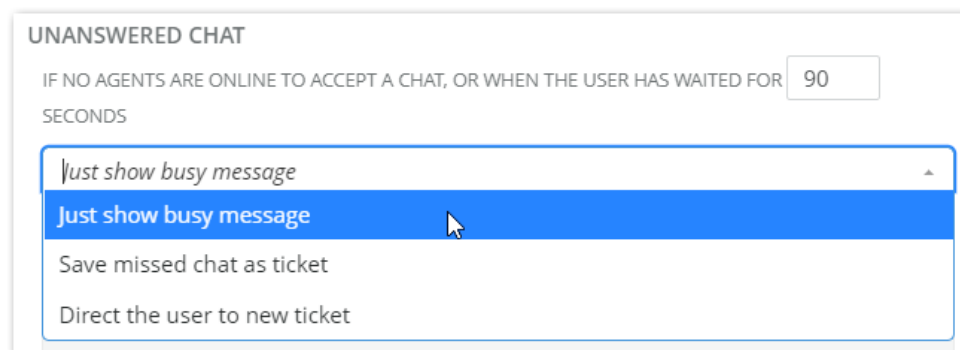 UNANSWERED CHAT
IF NO AGENTS ARE ONLINE TO ACCEPT A CHAT, OR WHEN THE USER HAS WAITED FOR 90
SECONDS
Just show busy message
Just show busy message
Save missed chat as ticket
Direct the user to new ticket